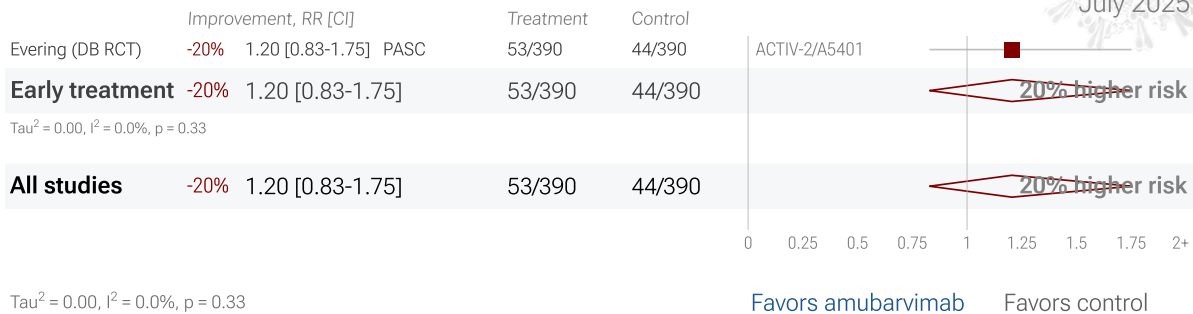 July 2025
Improvement, RR [CI] Treatment Control
Evering (DB RCT) -20% 1.20 [0.83-1.75] PASC 53/390 44/390 ACTIV-2/A5401
Early treatment -20% 1.20 [0.83-1.75] 53/390 44/390 20% higher risk
Tau² = 0.00, I² = 0.0%, p = 0.33
All studies -20% 1.20 [0.83-1.75] 53/390 44/390 20% higher risk
0 0.25 0.5 0.75 1 1.25 1.5 1.75 2+
Tau² = 0.00, I² = 0.0%, p = 0.33 Favors amubarvimab Favors control